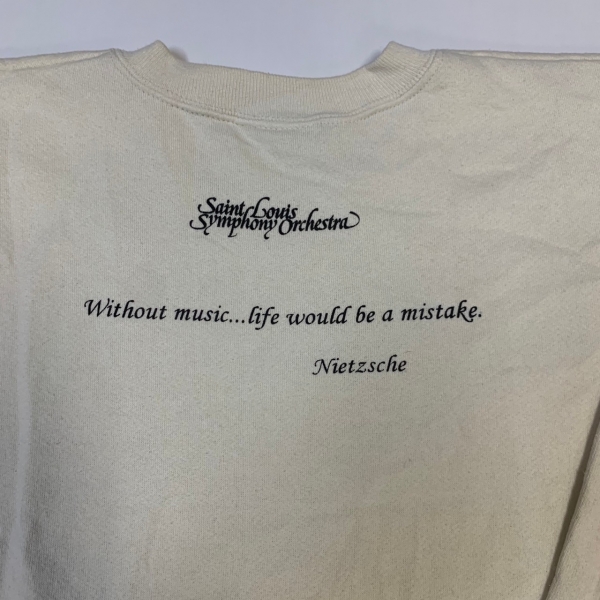 Saint Louis
Symphony Orchestra
Without music...life would be a mistake.
Nietzsche